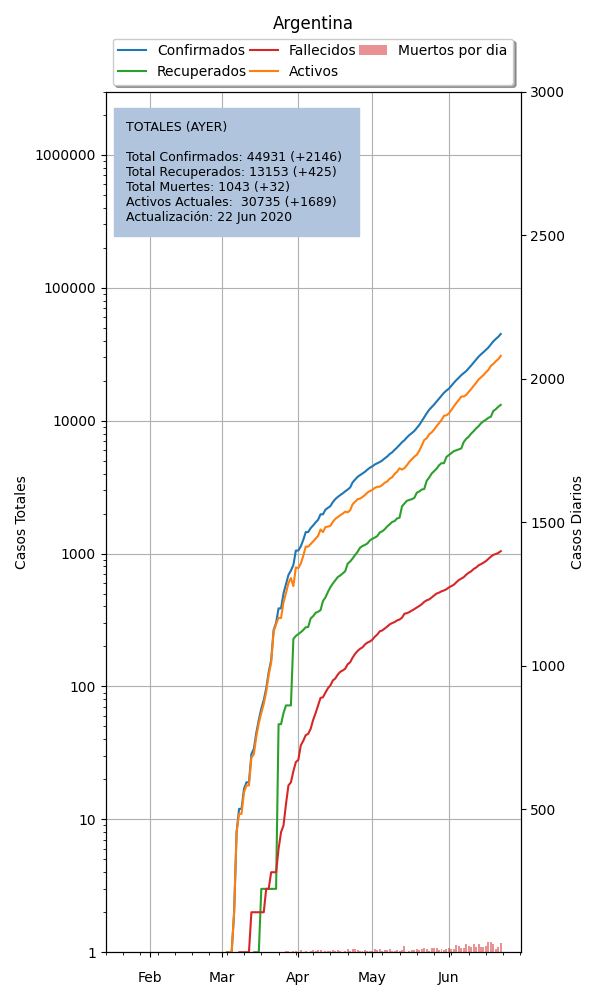 Argentina
Confirmados
Recuperados
Fallecidos
Activos
Muertos por dia
TOTALES (AYER)
Total Confirmados: 44931 (+2146)
Total Recuperados: 13153 (+425)
Total Muertes: 1043 (+32)
Activos Actuales:  30735 (+1689)
Actualización: 22 Jun 2020
Casos Totales
1000000
100000
10000
1000
100
10
1
Casos Diarios
3000
2500
2000
1500
1000
500
Feb
Mar
Apr
May
Jun